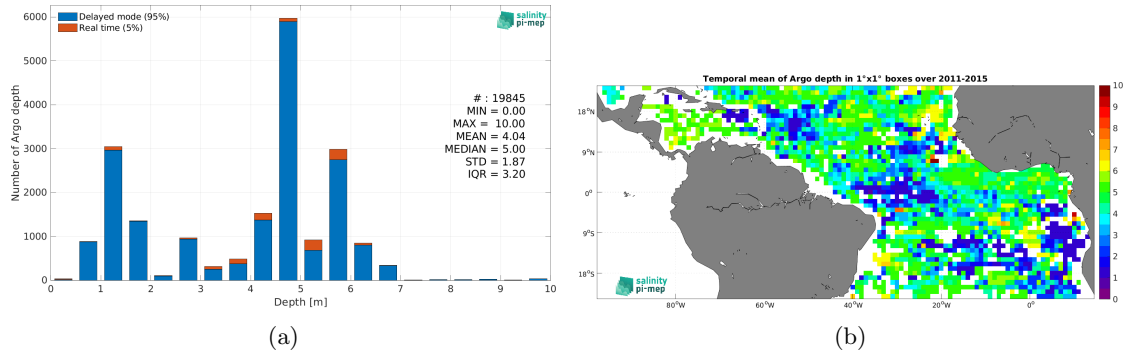 Delayed mode (95%)
Real time (5%)
salinity
pi-mep
# : 19845
MIN = 0.00
MAX = 10.00
MEAN = 4.04
MEDIAN = 5.00
STD = 1.87
IQR = 3.20
Number of Argo depth
6000
5000
4000
3000
2000
1000
0
0 1 2 3 4 5 6 7 8 9 10
Depth [m]
(a)
Temporal mean of Argo depth in 1°x1° boxes over 2011-2015
18°N
9°N
0°
9°S
18°S
80°W 60°W 40°W 20°W 0°
salinity
pi-mep
10
9
8
7
6
5
4
3
2
1
0
(b)